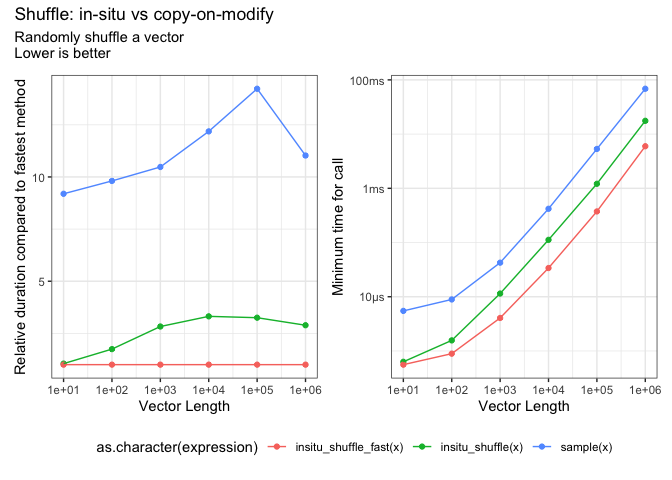 Shuffle: in-situ vs copy-on-modify
Randomly shuffle a vector
Lower is better
Relative duration compared to fastest method
10
5
1e+01 1e+02 1e+03 1e+04 1e+05 1e+06
Vector Length
Minimum time for call
100ms
1ms
10µs
1e+01 1e+02 1e+03 1e+04 1e+05 1e+06
Vector Length
as.character(expression) insitu_shuffle_fast(x) insitu_shuffle(x) sample(x)